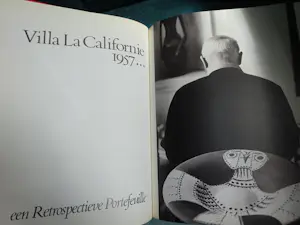 Villa La Californie
1957...
een Retrospectieve Portefeuille